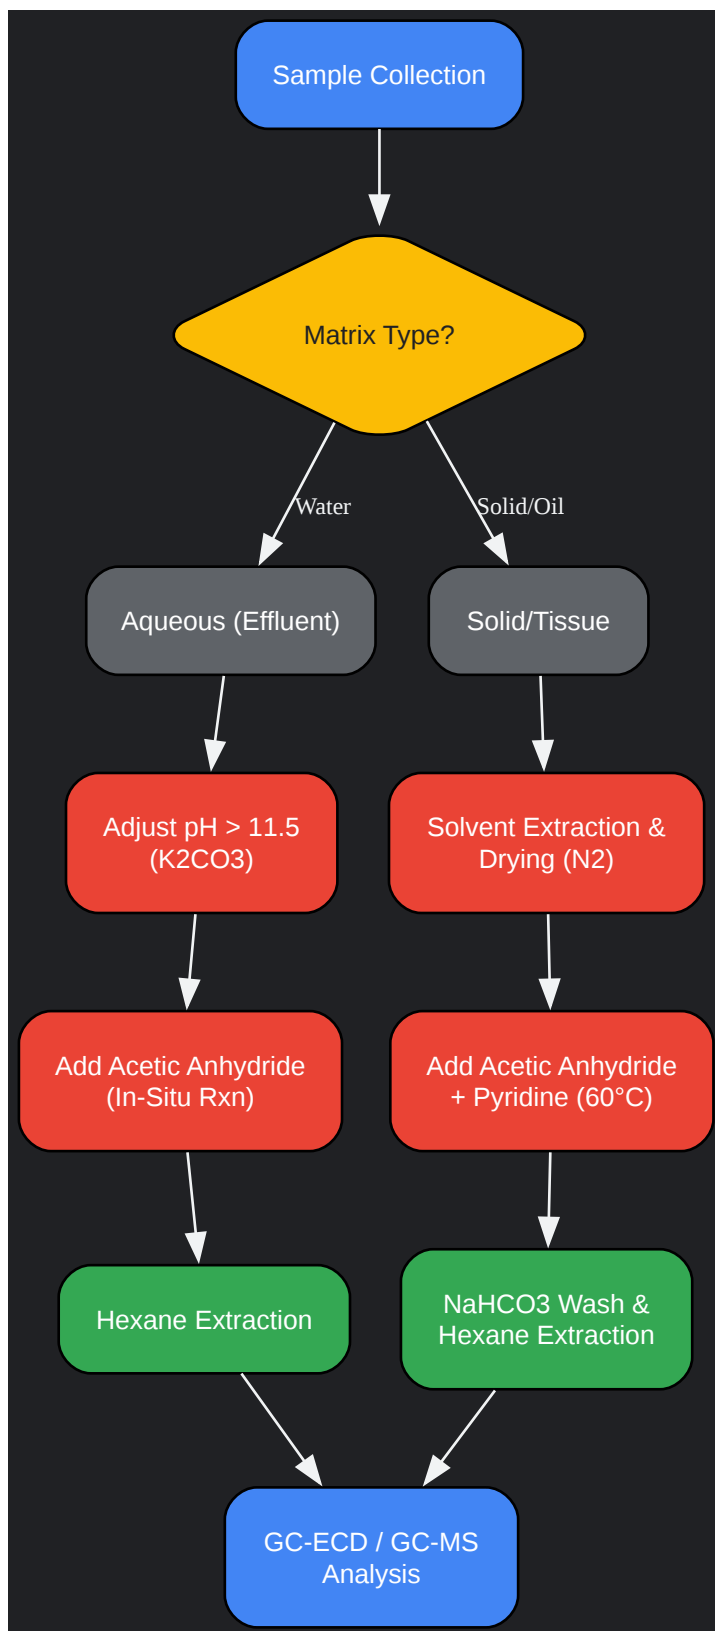 Sample Collection
Matrix Type?
Water
Solid/Oil
Aqueous (Effluent)
Solid/Tissue
Adjust pH > 11.5
(K2CO3)
Solvent Extraction &
Drying (N2)
Add Acetic Anhydride
(In-Situ Rxn)
Add Acetic Anhydride
+ Pyridine (60°C)
Hexane Extraction
NaHCO3 Wash &
Hexane Extraction
GC-ECD / GC-MS
Analysis